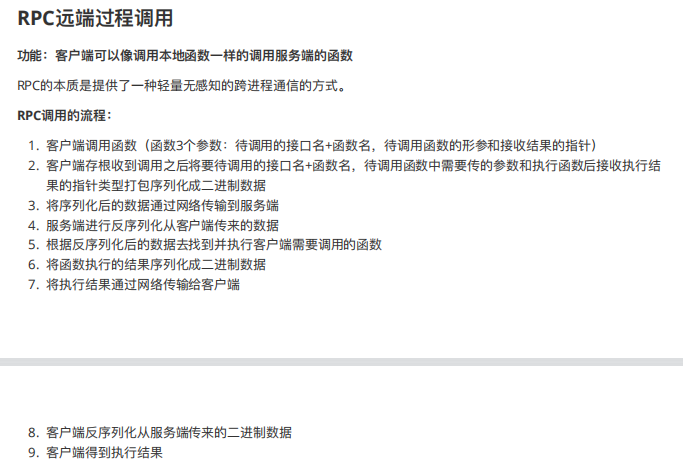 RPC远端过程调用
功能：客户端可以像调用本地函数一样的调用服务端的函数
RPC的本质是提供了一种轻量无感知的跨进程通信的方式。
RPC调用的流程：
1. 客户端调用函数（函数3个参数：待调用的接口名+函数名，待调用函数的形参和接收结果的指针）
2. 客户端存根收到调用之后将要待调用的接口名+函数名，待调用函数中需要传的参数和执行函数后接收执行结
果的指针类型打包序列化成二进制数据
3. 将序列化后的数据通过网络传输到服务端
4. 服务端进行反序列化从客户端传来的数据
5. 根据反序列化后的数据去找到并执行客户端需要调用的函数
6. 将函数执行的结果序列化成二进制数据
7. 将执行结果通过网络传输给客户端
8. 客户端反序列化从服务端传来的二进制数据
9. 客户端得到执行结果